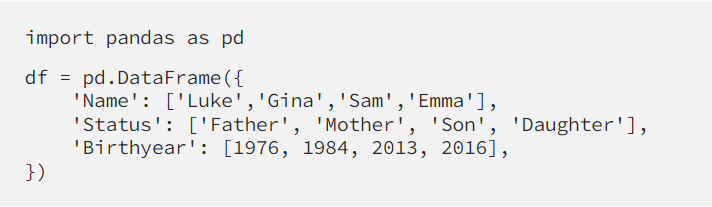 import pandas as pd
df = pd.DataFrame({
    'Name': ['Luke','Gina','Sam','Emma'],
    'Status': ['Father', 'Mother', 'Son', 'Daughter'],
    'Birthyear': [1976, 1984, 2013, 2016],
})